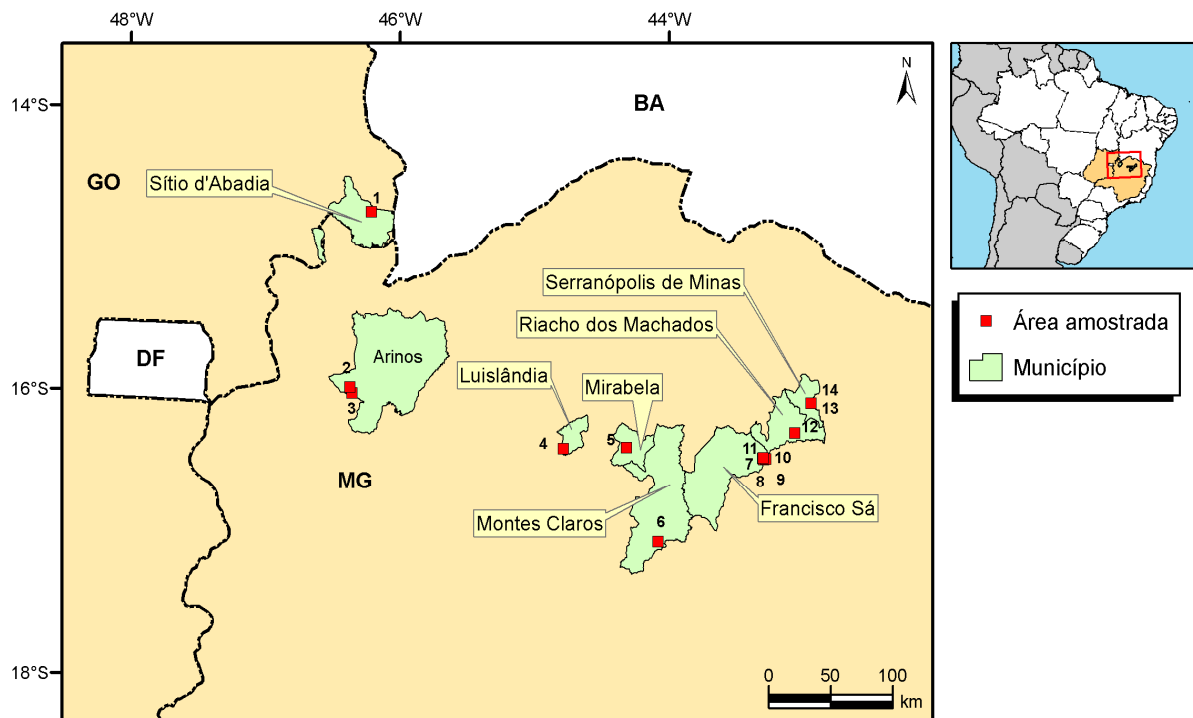 48°W
46°W
44°W
14°S
16°S
18°S
N
BA
GO
Sítio d'Abadia
1
Serranópolis de Minas
Riacho dos Machados
DF
Arinos
Luislândia
Mirabela
2
3
14
13
4
5
12
11
10
7
8
9
MG
Montes Claros
6
Francisco Sá
0
50
100
km
Área amostrada
Município